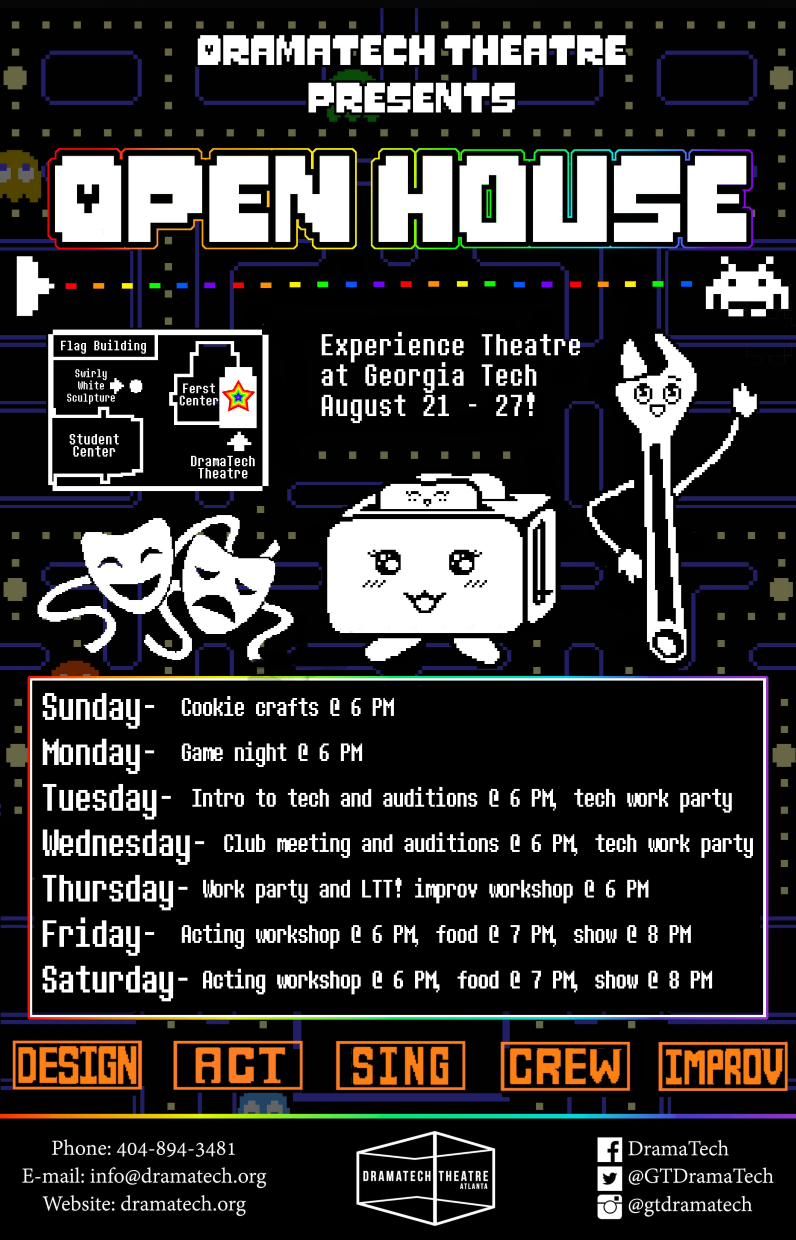 DRAMATECH THEATRE
PRESENTS
OPEN HOUSE
Flag Building
Swirly
White
Sculpture
Ferst
Center
Student
Center
DramaTech
Theatre
Experience Theatre
at Georgia Tech
August 21 - 27!
Sunday- Cookie crafts @ 6 PM
Monday- Game night @ 6 PM
Tuesday- Intro to tech and auditions @ 6 PM, tech work party
Wednesday- Club meeting and auditions @ 6 PM, tech work party
Thursday- Work party and LTT! improv workshop @ 6 PM
Friday- Acting workshop @ 6 PM, food @ 7 PM, show @ 8 PM
Saturday- Acting workshop @ 6 PM, food @ 7 PM, show @ 8 PM
DESIGN ACT SING CREW IMPROV
Phone: 404-894-3481
E-mail: info@dramatech.org
Website: dramatech.org
DRAMATECH THEATRE
ATLANTA
DramaTech
@GTDramaTech
@gtdramatech